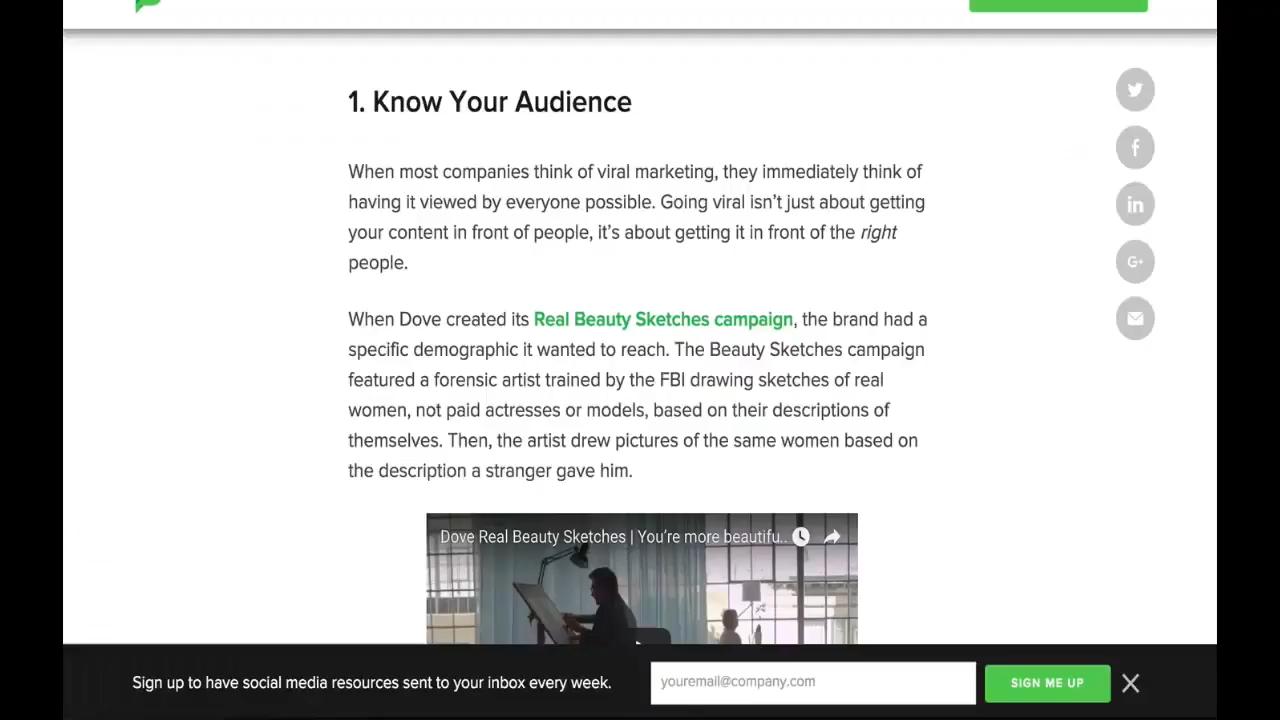 1. Know Your Audience
When most companies think of viral marketing, they immediately think of
having it viewed by everyone possible. Going viral isn’t just about getting
your content in front of people, it’s about getting it in front of the right
people.
When Dove created its Real Beauty Sketches campaign, the brand had a
specific demographic it wanted to reach. The Beauty Sketches campaign
featured a forensic artist trained by the FBI drawing sketches of real
women, not paid actresses or models, based on their descriptions of
themselves. Then, the artist drew pictures of the same women based on
the description a stranger gave him.
Dove Real Beauty Sketches | You’re more beautifu...
Sign up to have social media resources sent to your inbox every week.
youremail@company.com
SIGN ME UP
in
G+